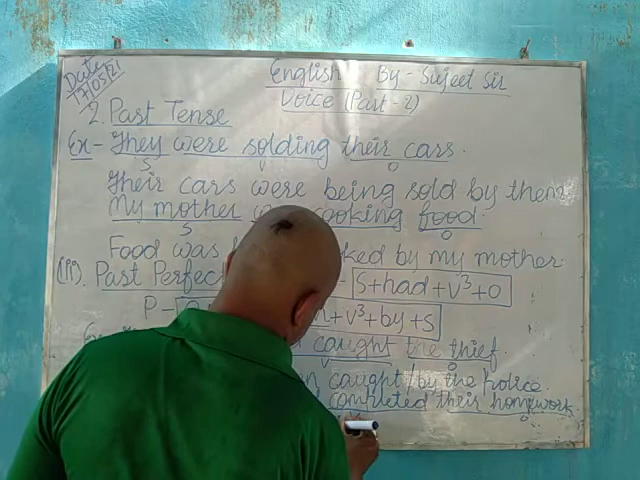 Date
17/05/21
English By - Sujeet Sir
Voice (Part - 2)
2. Past Tense
Ex - They were solding their cars.
S V O
Their cars were being sold by them
My mother cooking food.
S O
Food was by my mother.
(iii). Past Perfect - S+had+V³+O
P - +V³+by+S
caught the thief.
V O
caught by the police.
completed their homework
O